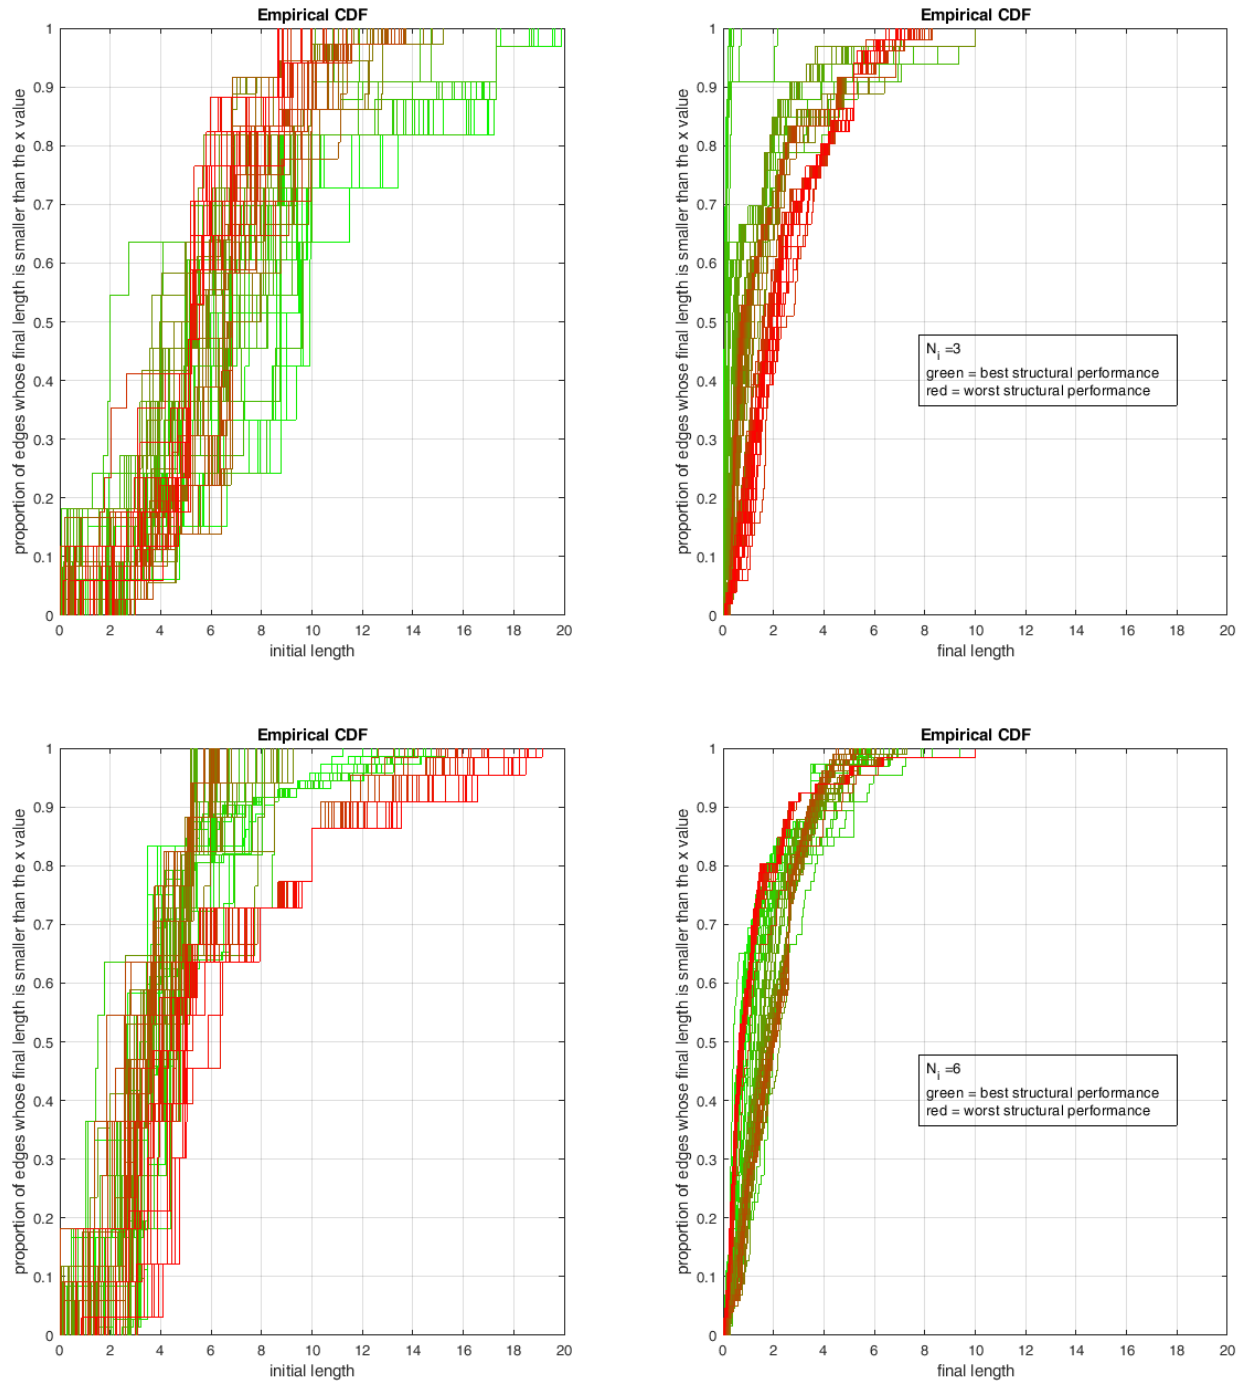 Empirical CDF
proportion of edges whose final length is smaller than the x value
1
0.9
0.8
0.7
0.6
0.5
0.4
0.3
0.2
0.1
0
0 2 4 6 8 10 12 14 16 18 20
initial length
Empirical CDF
proportion of edges whose final length is smaller than the x value
1
0.9
0.8
0.7
0.6
0.5
0.4
0.3
0.2
0.1
0
N i =3
green = best structural performance
red = worst structural performance
0 2 4 6 8 10 12 14 16 18 20
final length
Empirical CDF
proportion of edges whose final length is smaller than the x value
1
0.9
0.8
0.7
0.6
0.5
0.4
0.3
0.2
0.1
0
0 2 4 6 8 10 12 14 16 18 20
initial length
Empirical CDF
proportion of edges whose final length is smaller than the x value
1
0.9
0.8
0.7
0.6
0.5
0.4
0.3
0.2
0.1
0
N i =6
green = best structural performance
red = worst structural performance
0 2 4 6 8 10 12 14 16 18 20
final length